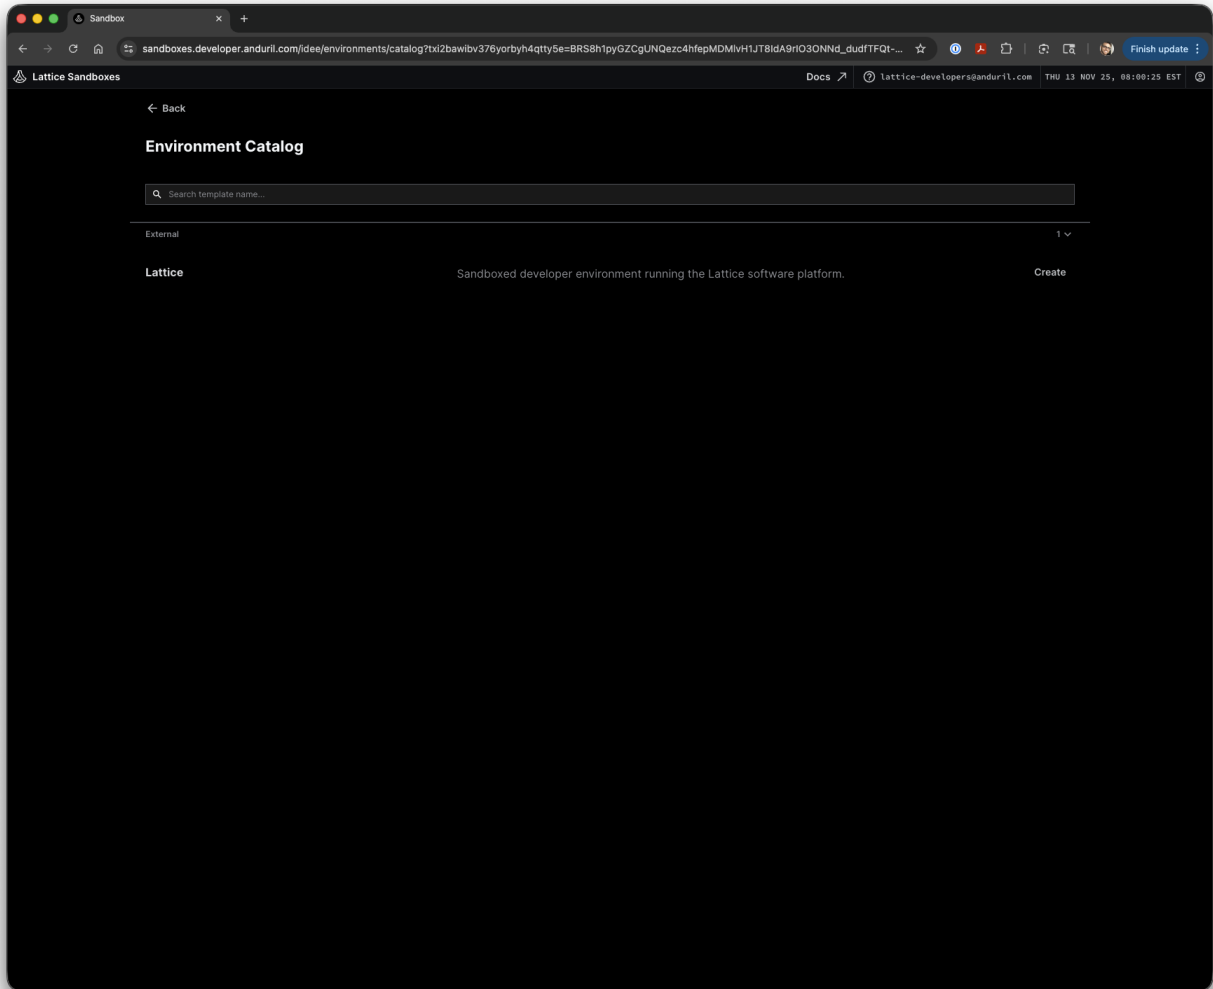 Sandbox
sandboxes.developer.anduril.com/idee/environments/catalog?txi2bawibv376yorbyh4qtty5e=BRS8h1pyGZCgUNQezc4hfepMDMlvH1JT8IdA9rIO3ONNd_dudfTFQt-...
Finish update
Lattice Sandboxes
Docs
lattice-developers@anduril.com
THU 13 NOV 25, 08:00:25 EST
Back
Environment Catalog
Search template name...
External
1
Lattice
Sandboxed developer environment running the Lattice software platform.
Create